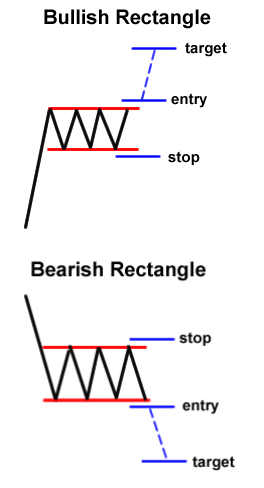 Bullish Rectangle
target
entry
stop
Bearish Rectangle
stop
entry
target